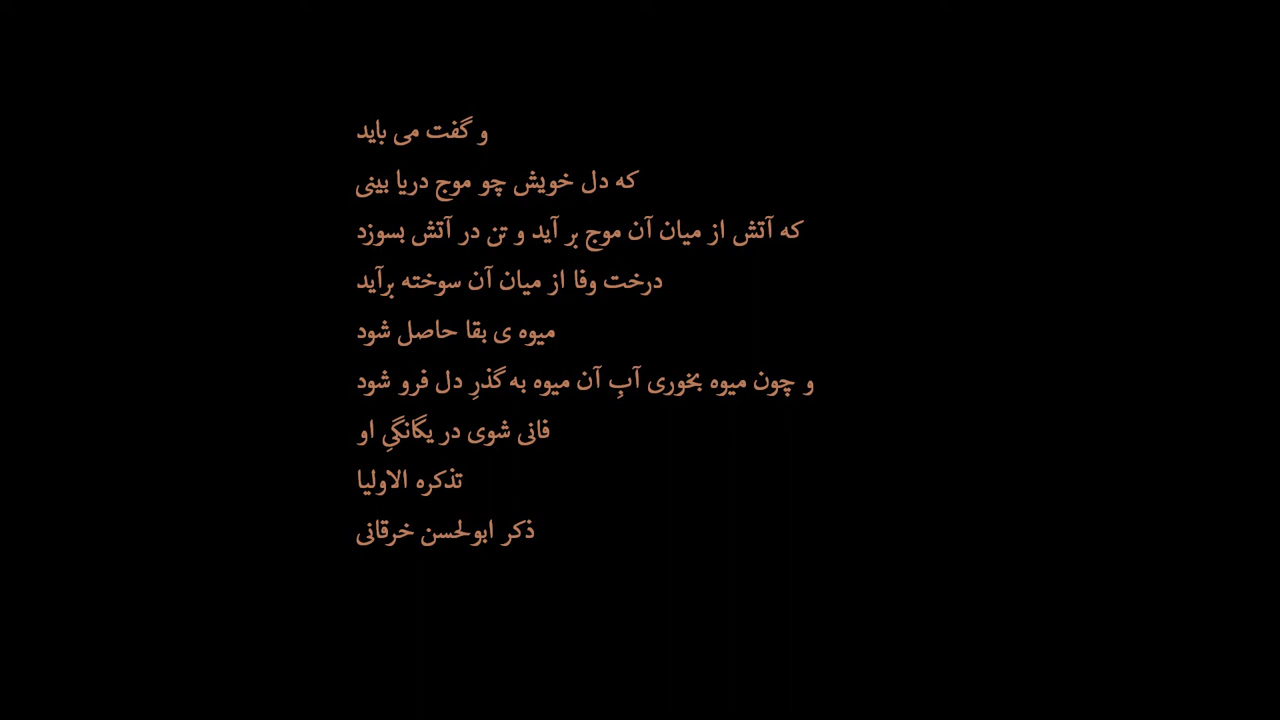 و گفت می باید
که دل خویش چو موج دریا بینی
که آتش از میان آن موج بر آید و تن در آتش بسوزد
درخت وفا از میان آن سوخته برآید
میوه ی بقا حاصل شود
و چون میوه بخوری آبِ آن میوه به گذرِ دل فرو شود
فانی شوی در یگانگیِ او
تذکره الاولیا
ذکر ابولحسن خرقانی